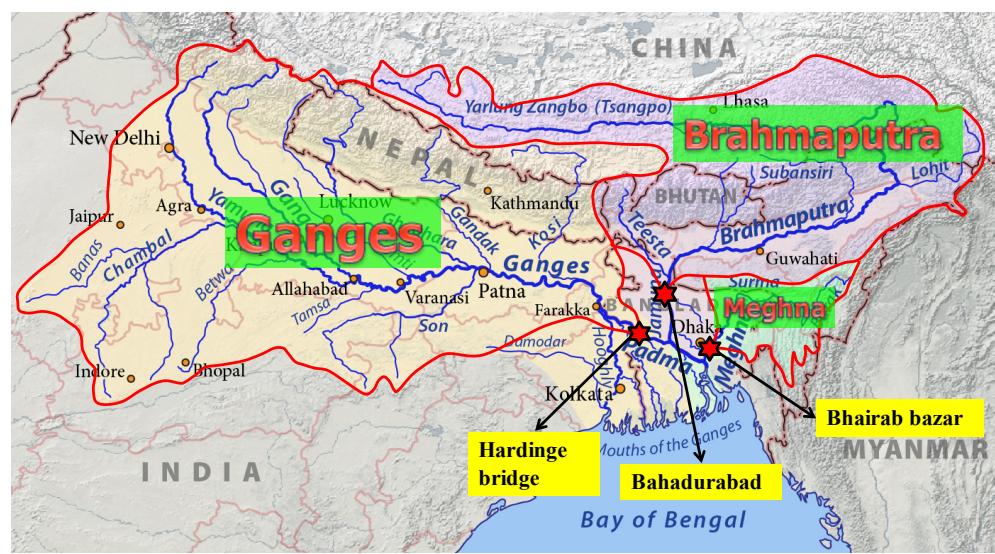 CHINA
Yarlung Zangbo (Tsangpo)
Lhasa
Brahmaputra
New Delhi
NEPAL
Lohit
Subansiri
BHUTAN
Kathmandu
Jaipur
Agra
Lucknow
Ganges
Gandak
Kosi
Teesta
Brahmaputra
Banas
Chambal
Betwa
Guwahati
Ganges
Allahabad
Varanasi
Patna
Surma
Meghna
Tamsa
Son
Farakka
Damodar
Hooghly
Padma
Indore
Bhopal
Kolkata
Bhairab bazar
Hardinge
bridge
Mouths of the Ganges
MYANMAR
INDIA
Bahadurabad
Bay of Bengal